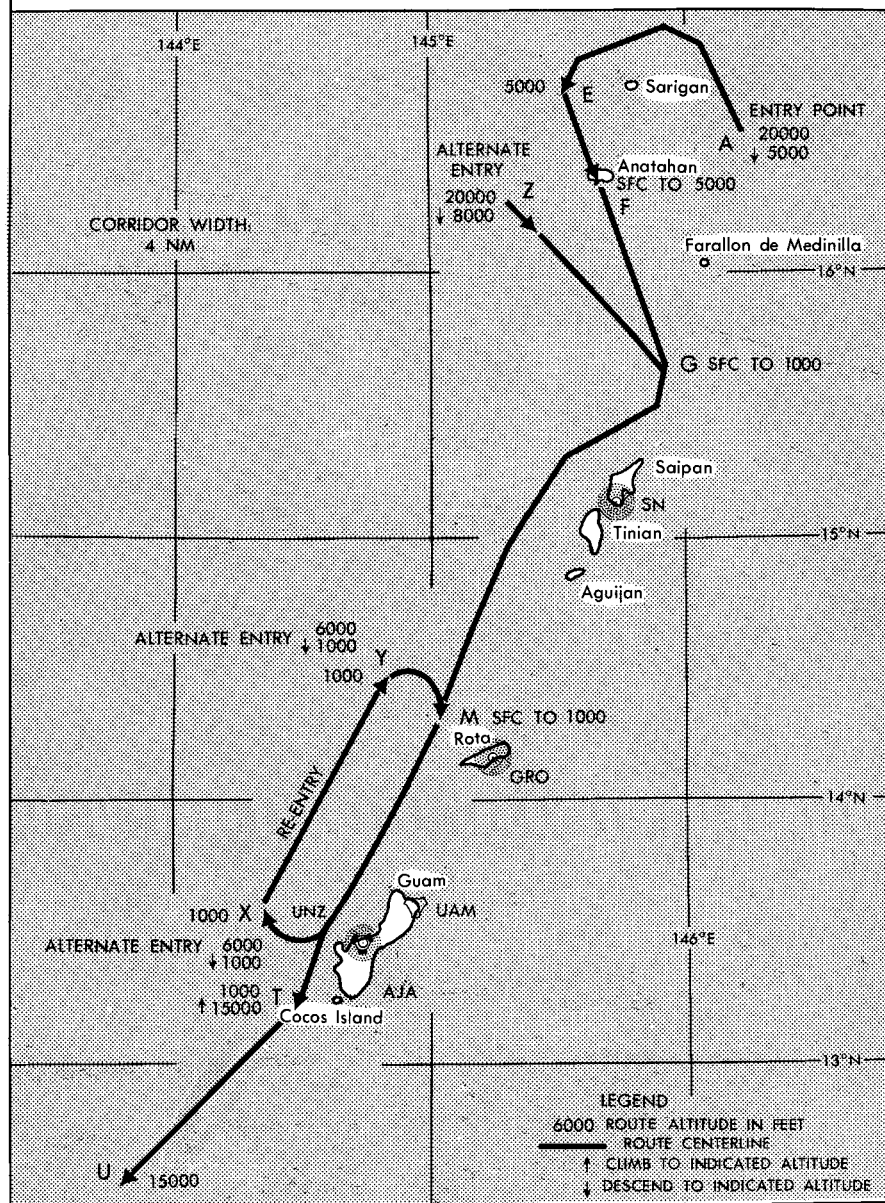 144°E
145°E
5000
E
Sarigan
ENTRY POINT
A
20000
↓ 5000
ALTERNATE
ENTRY
20000
↓ 8000
Z
Anatahan
SFC TO 5000
F
CORRIDOR WIDTH:
4 NM
Farallon de Medinilla
16°N
G SFC TO 1000
Saipan
SN
15°N
Tinian
Aguijan
ALTERNATE ENTRY
6000
↓ 1000
1000
Y
M SFC TO 1000
Rota
GRO
14°N
RE-ENTRY
Guam
1000 X
UNZ
UAM
146°E
ALTERNATE ENTRY
6000
↓ 1000
1000
↑ 15000
T
AJA
Cocos Island
13°N
LEGEND
6000 ROUTE ALTITUDE IN FEET
ROUTE CENTERLINE
↑ CLIMB TO INDICATED ALTITUDE
↓ DESCEND TO INDICATED ALTITUDE
U
15000